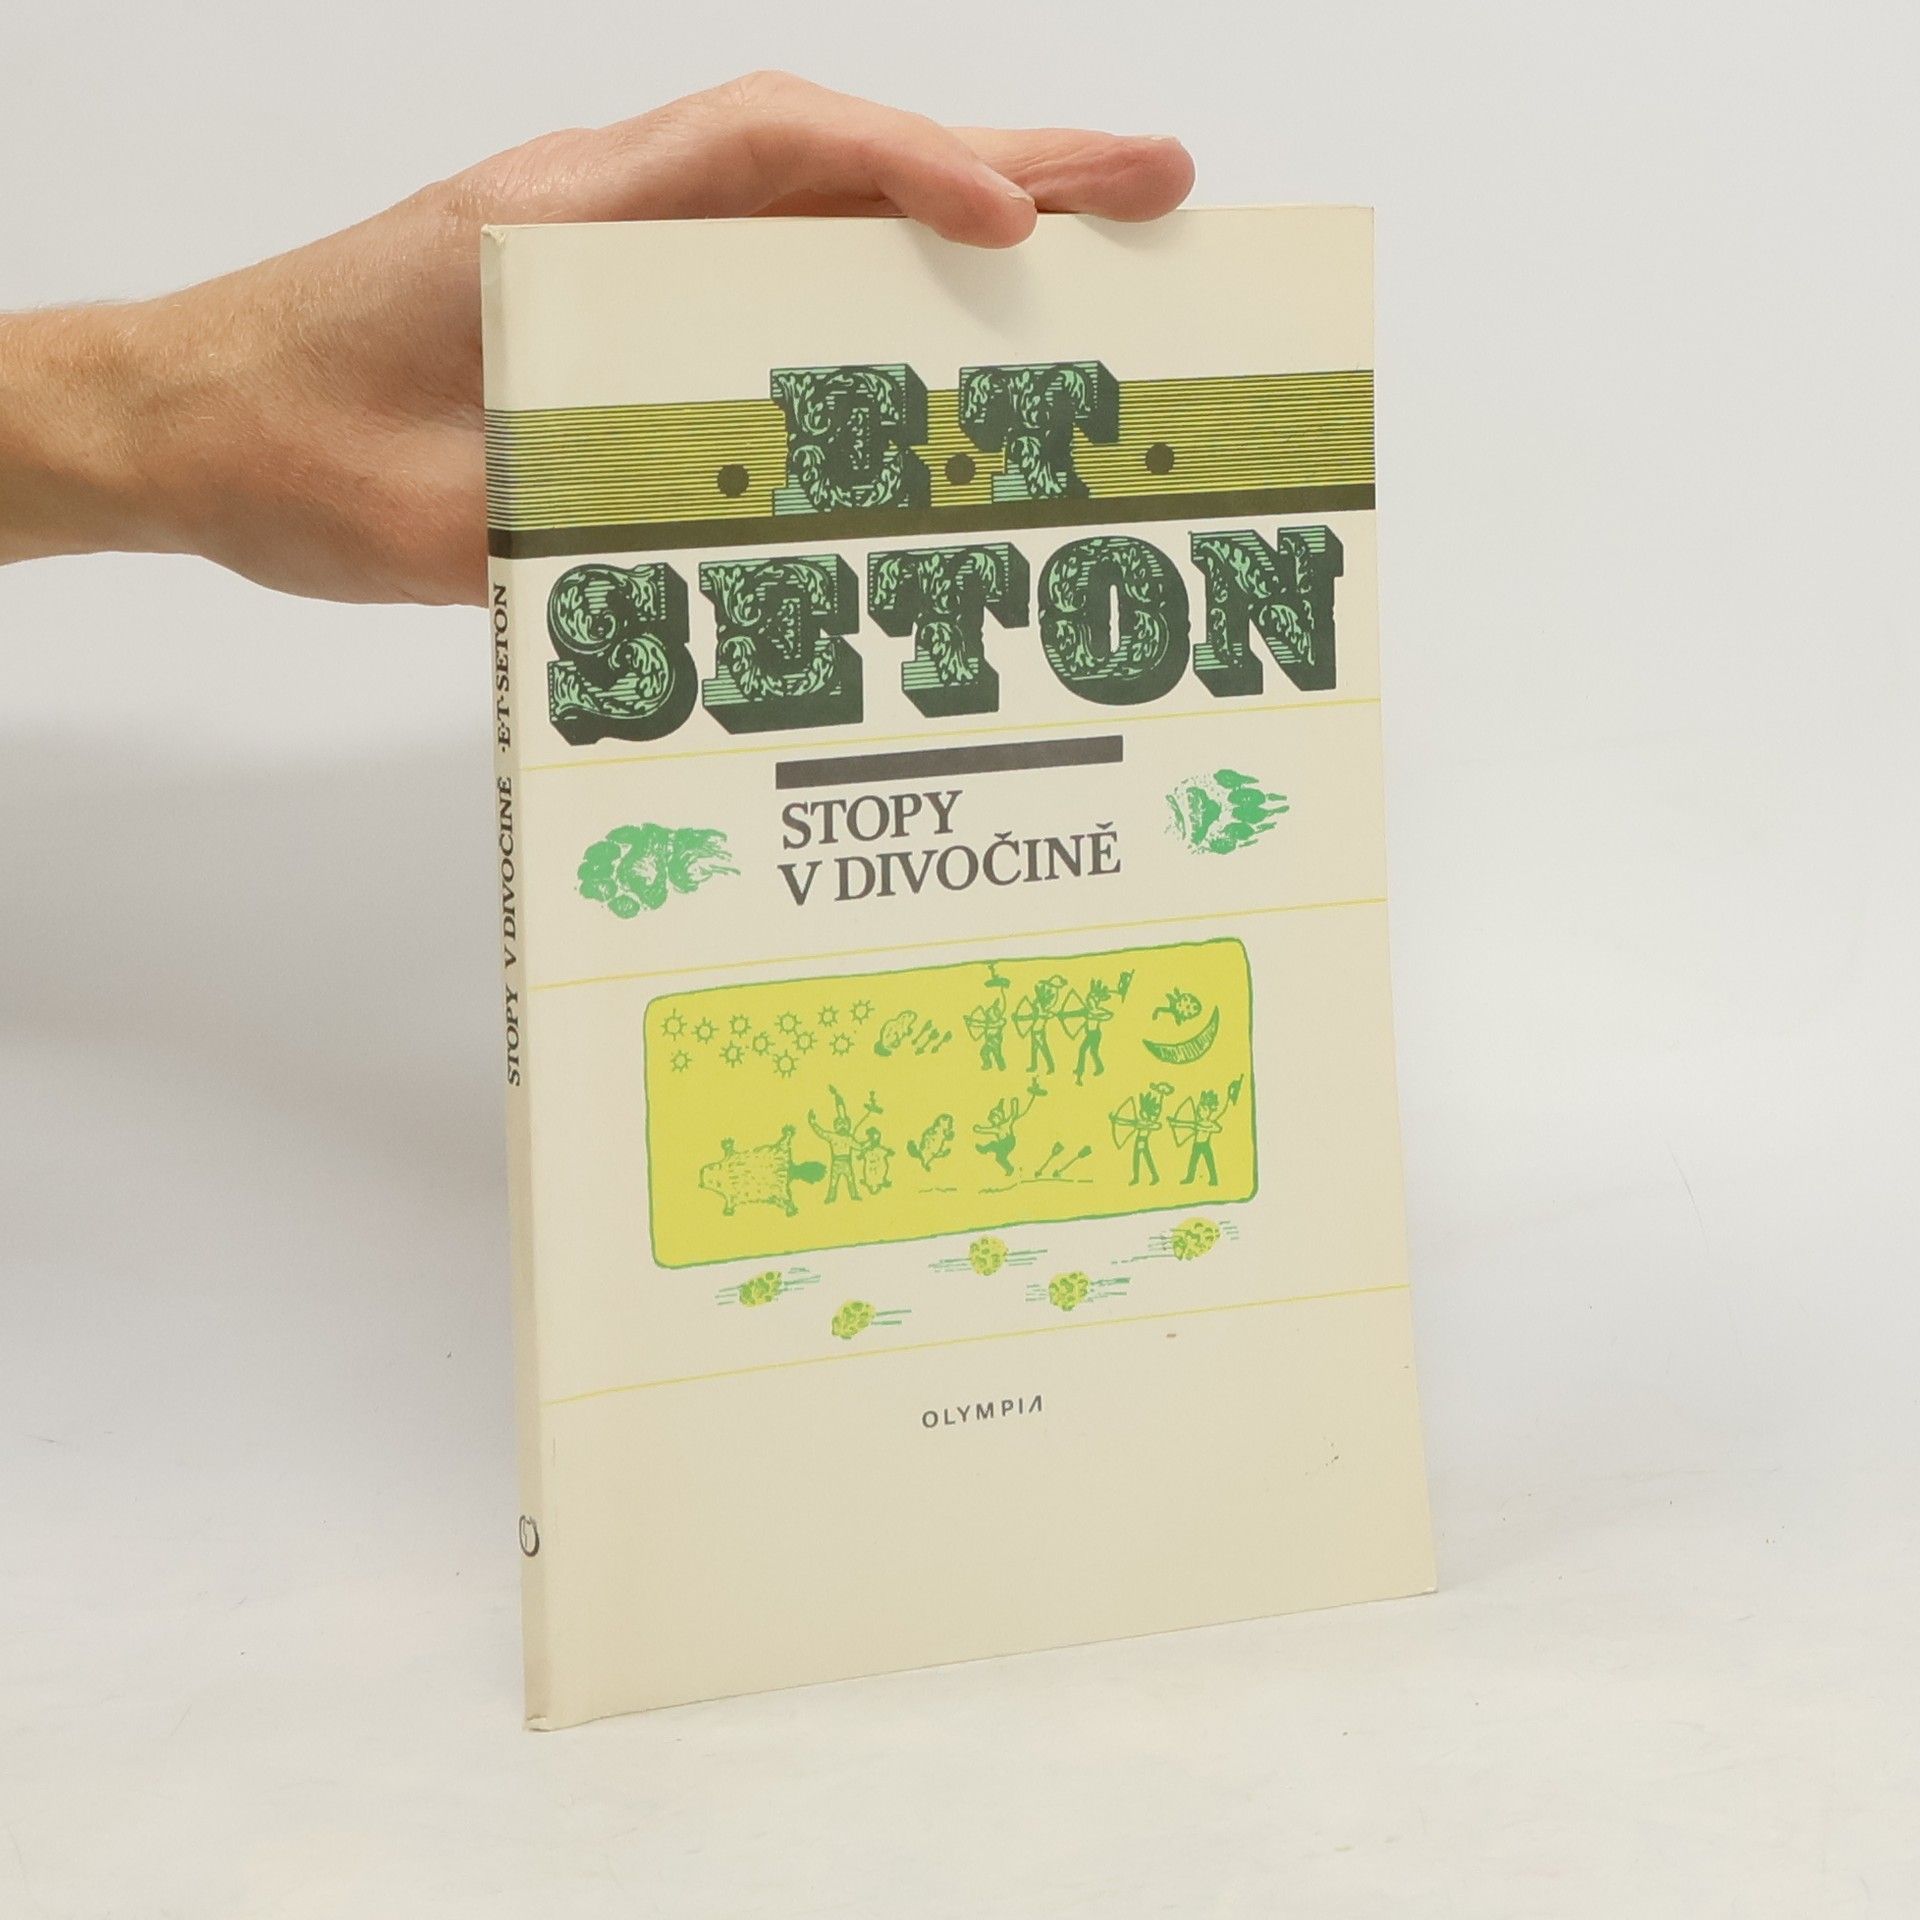 ·E·T·
SETON
STOPY
V DIVOČINĚ
OLYMPIA
STOPY V DIVOČINĚ ·E·T·SETON